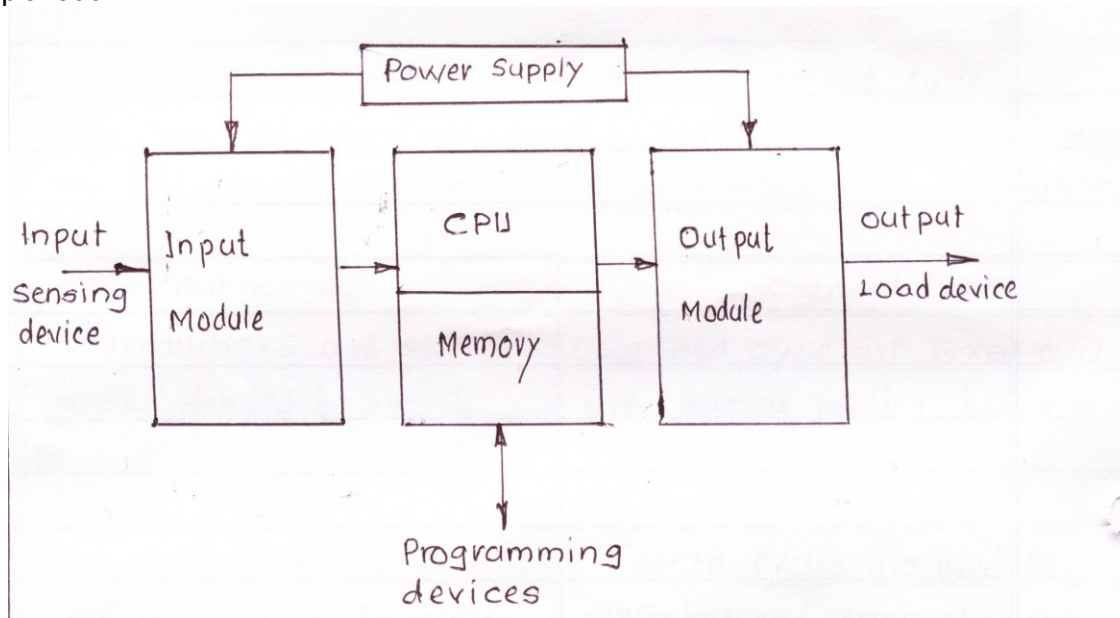 Power Supply
Input
Sensing
device
Input
Module
CPU
Memory
Output
Module
output
Load device
Programming
devices